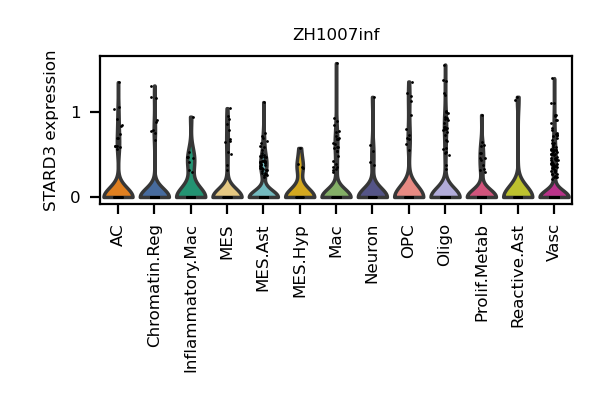 ZH1007inf
STARD3 expression
1
0
AC
Chromatin.Reg
Inflammatory.Mac
MES
MES.Ast
MES.Hyp
Mac
Neuron
OPC
Oligo
Prolif.Metab
Reactive.Ast
Vasc